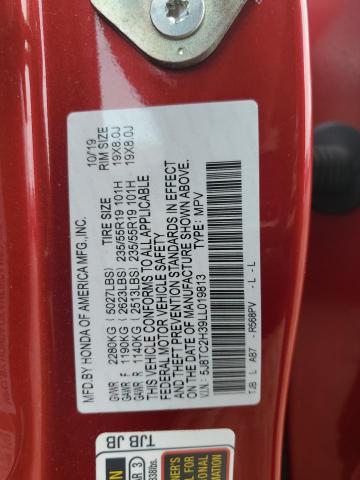 MFD.BY HONDA OF AMERICA MFG.,INC. 10/19
TIRE SIZE RIM SIZE
GVWR 2280KG (5027LBS)
GAWR F 1190KG (2623LBS) 235/55R19 101H 19X8.0J
GAWR R 1140KG (2513LBS) 235/55R19 101H 19X8.0J
THIS VEHICLE CONFORMS TO ALL APPLICABLE
FEDERAL MOTOR VEHICLE SAFETY
AND THEFT PREVENTION STANDARDS IN EFFECT
ON THE DATE OF MANUFACTURE SHOWN ABOVE.
V.I.N.: 5J8TC2H39LL019813 TYPE: MPV
TJB L A87 - R568PV - L - L
TJB JB